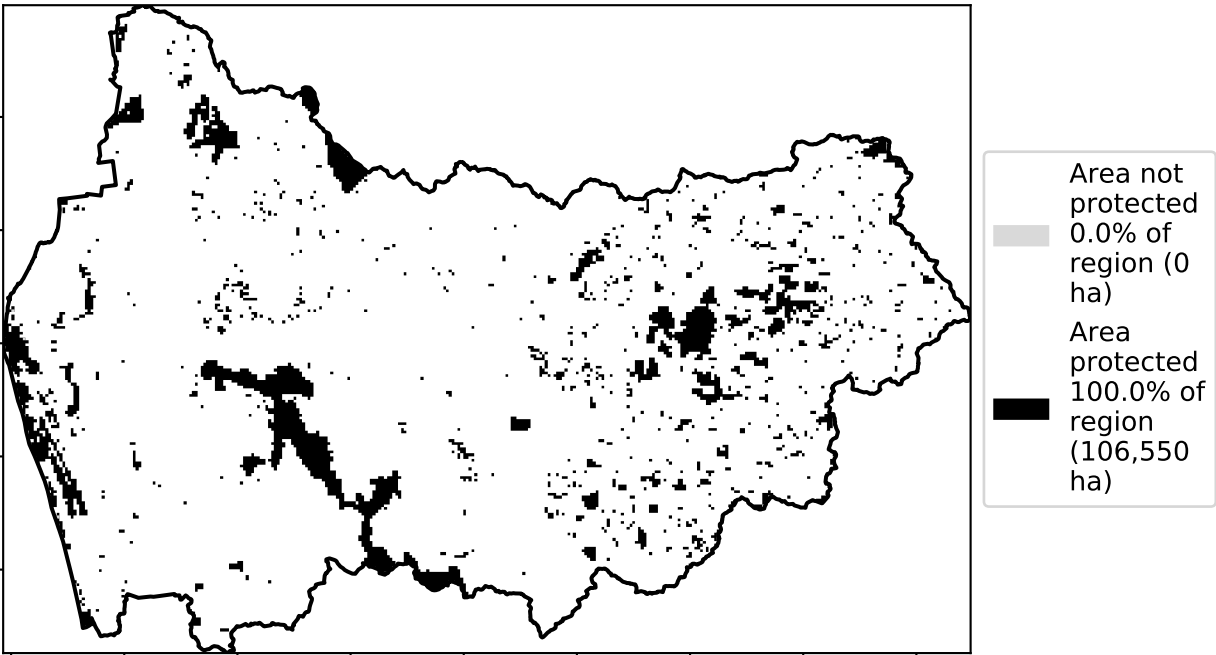 Area not
protected
0.0% of
region (0
ha)
Area
protected
100.0% of
region
(106,550
ha)